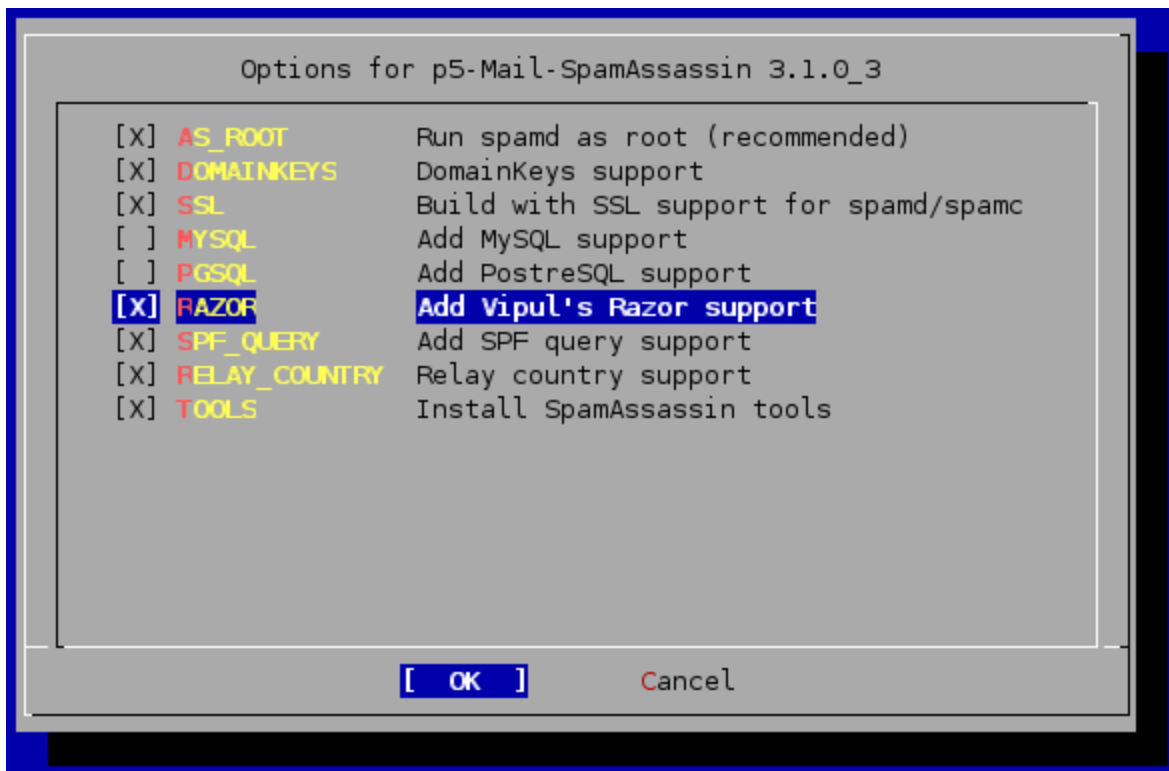 Options for p5-Mail-SpamAssassin 3.1.0_3
[X] AS_ROOT Run spamd as root (recommended)
[X] DOMAINKEYS DomainKeys support
[X] SSL Build with SSL support for spamd/spamc
[ ] MYSQL Add MySQL support
[ ] PGSQL Add PostreSQL support
[X] RAZOR Add Vipul's Razor support
[X] SPF_QUERY Add SPF query support
[X] RELAY_COUNTRY Relay country support
[X] TOOLS Install SpamAssassin tools
[ OK ] Cancel